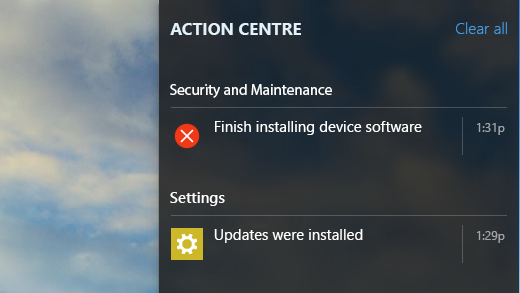 ACTION CENTRE
Clear all
Security and Maintenance
Finish installing device software
1:31p
Settings
Updates were installed
1:29p